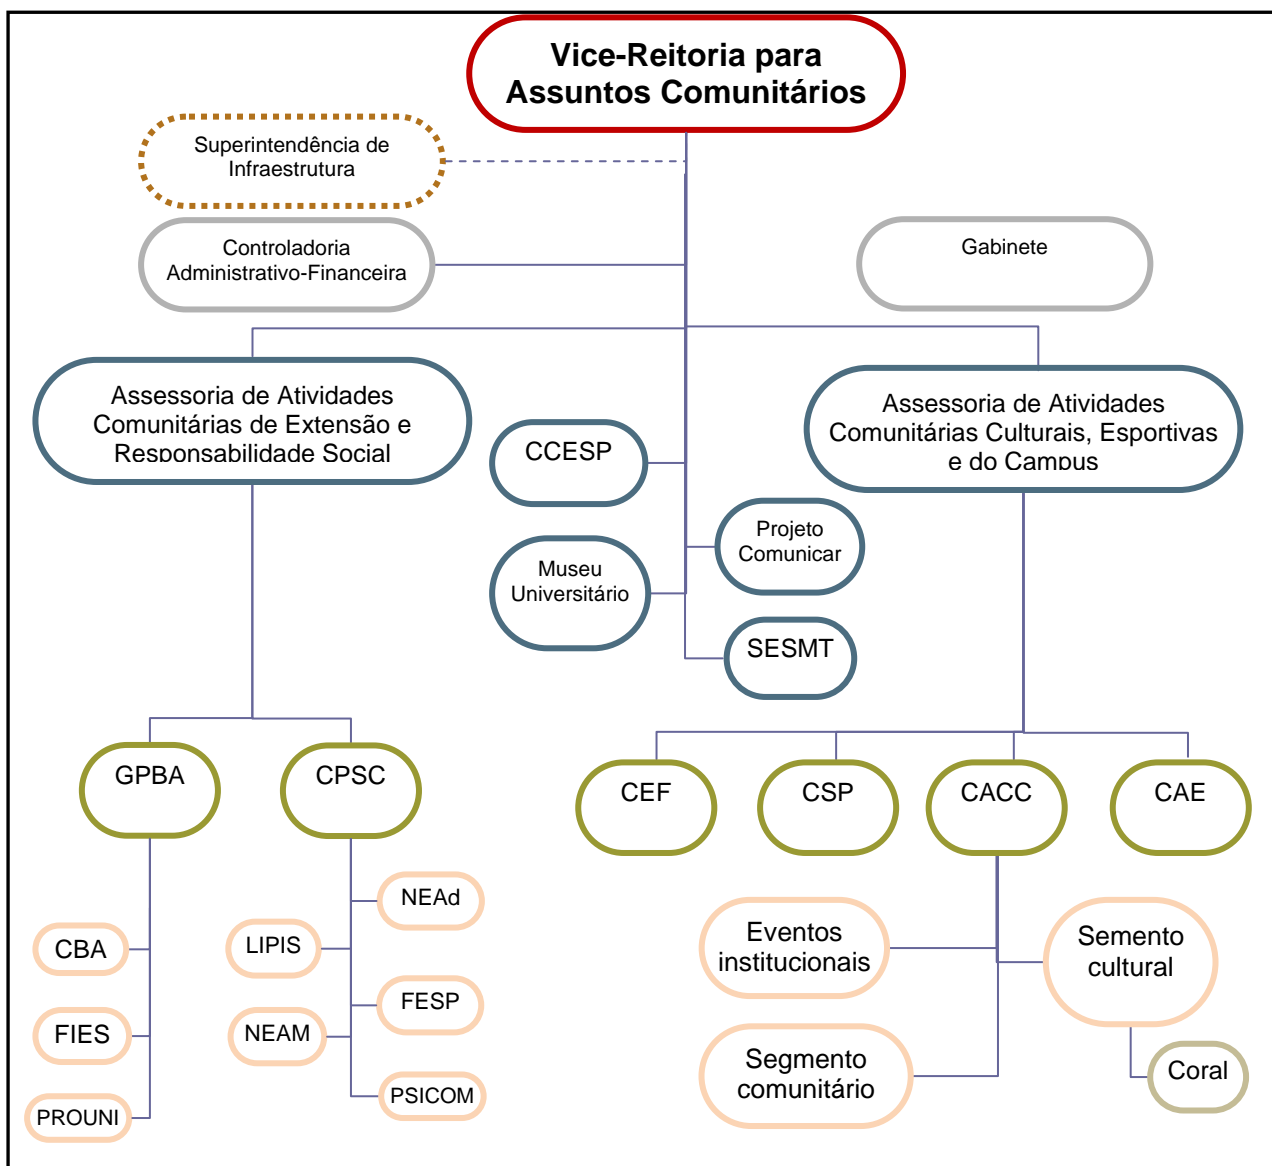 Vice-Reitoria para
Assuntos Comunitários
Superintendência de
Infraestrutura
Controladoria
Administrativo-Financeira
Gabinete
Assessoria de Atividades
Comunitárias de Extensão e
Responsabilidade Social
Assessoria de Atividades
Comunitárias Culturais, Esportivas
e do Campus
CCESP
Projeto
Comunicar
Museu
Universitário
SESMT
GPBA
CPSC
CEF
CSP
CACC
CAE
NEAd
CBA
LIPIS
FESP
FIES
NEAM
PSICOM
PROUNI
Eventos
institucionais
Semento
cultural
Segmento
comunitário
Coral